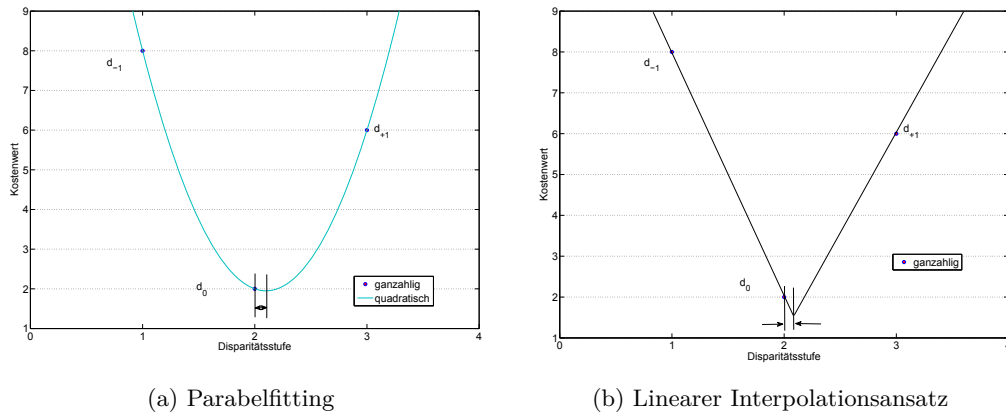 9
8
7
6
5
4
3
2
1
0
1
2
3
4
Kostenwert
Disparitätsstufe
d−1
d0
d+1
ganzahlig
quadratisch
(a) Parabelfitting
9
8
7
6
5
4
3
2
1
0
1
2
3
4
Kostenwert
Disparitätsstufe
d−1
d0
d+1
ganzahlig
(b) Linearer Interpolationsansatz